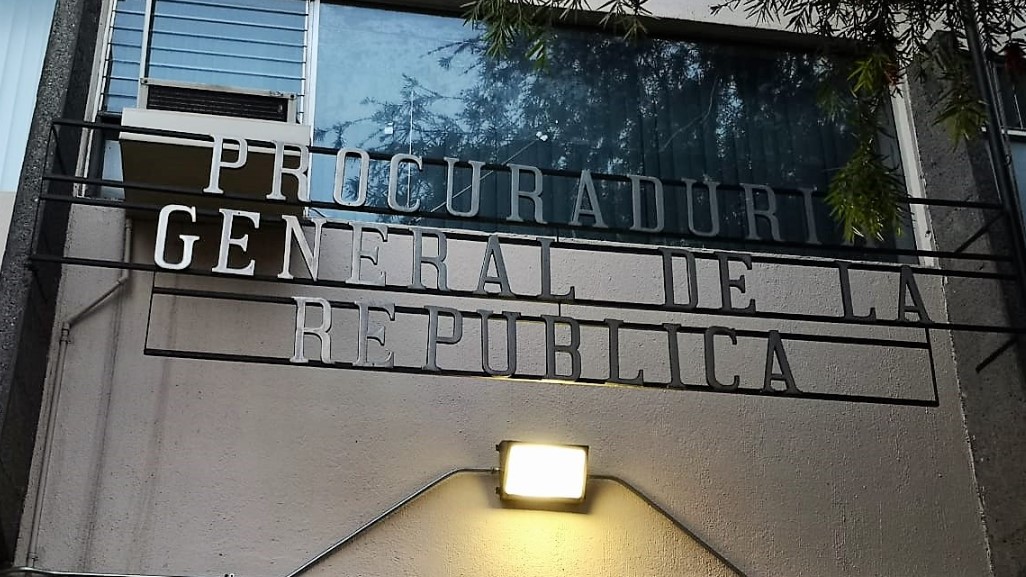 PROCURADURIA
GENERAL DE LA
REPUBLICA